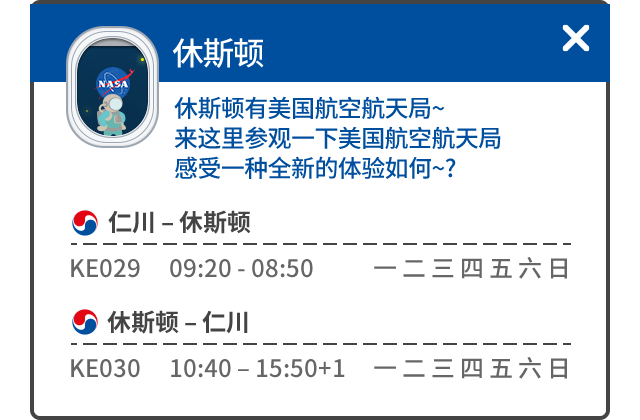 休斯顿
NASA
休斯顿有美国航空航天局~
来这里参观一下美国航空航天局
感受一种全新的体验如何~?
仁川 – 休斯顿
KE029 09:20 - 08:50 一 二 三 四 五 六 日
休斯顿 – 仁川
KE030 10:40 – 15:50+1 一 二 三 四 五 六 日